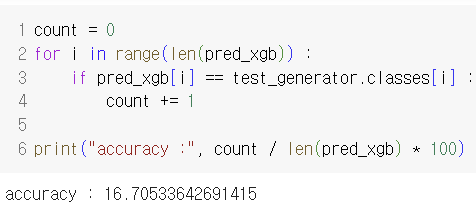 1 count = 0
2 for i in range(len(pred_xgb)) :
3     if pred_xgb[i] == test_generator.classes[i] :
4         count += 1
5
6 print("accuracy :", count / len(pred_xgb) * 100)
accuracy : 16.70533642691415